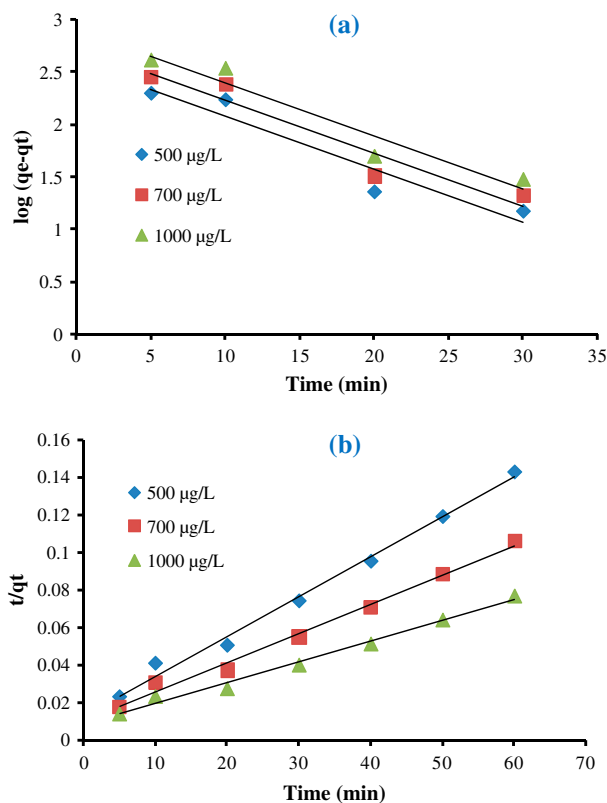 (a)
3
2.5
2
1.5
1
0.5
0
log (qe-qt)
500 µg/L
700 µg/L
1000 µg/L
0 5 10 15 20 25 30 35
Time (min)
(b)
0.16
0.14
0.12
0.1
0.08
0.06
0.04
0.02
0
t/qt
500 µg/L
700 µg/L
1000 µg/L
0 10 20 30 40 50 60 70
Time (min)